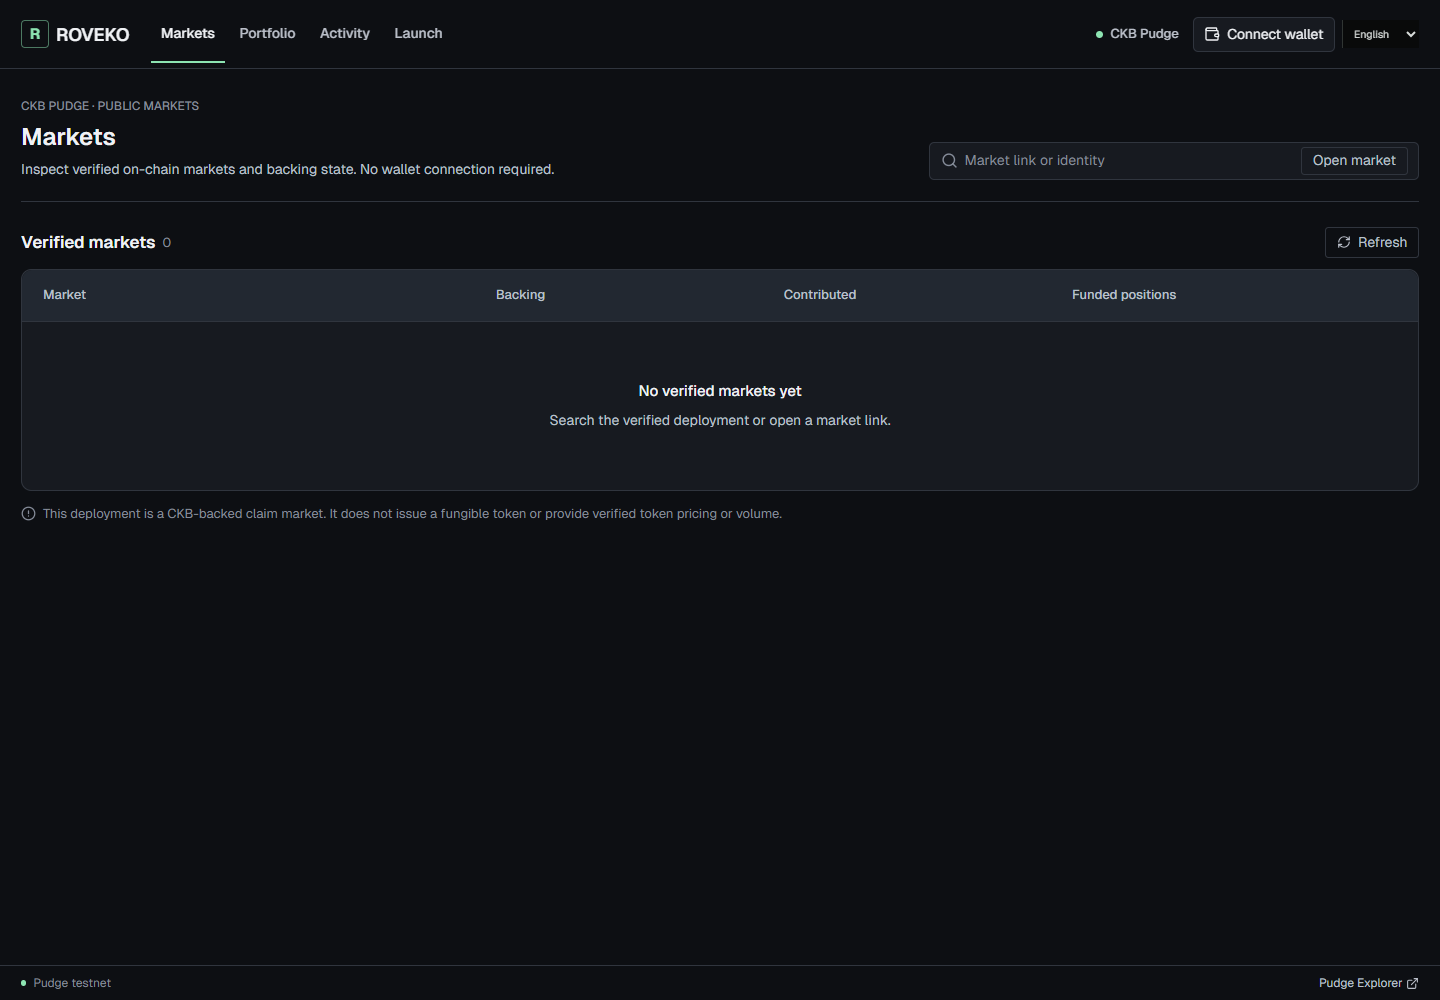 R ROVEKO Markets Portfolio Activity Launch CKB Pudge Connect wallet English
CKB PUDGE · PUBLIC MARKETS
Markets
Inspect verified on-chain markets and backing state. No wallet connection required.
Market link or identity Open market
Verified markets 0 Refresh
Market Backing Contributed Funded positions
No verified markets yet
Search the verified deployment or open a market link.
This deployment is a CKB-backed claim market. It does not issue a fungible token or provide verified token pricing or volume.
Pudge testnet Pudge Explorer